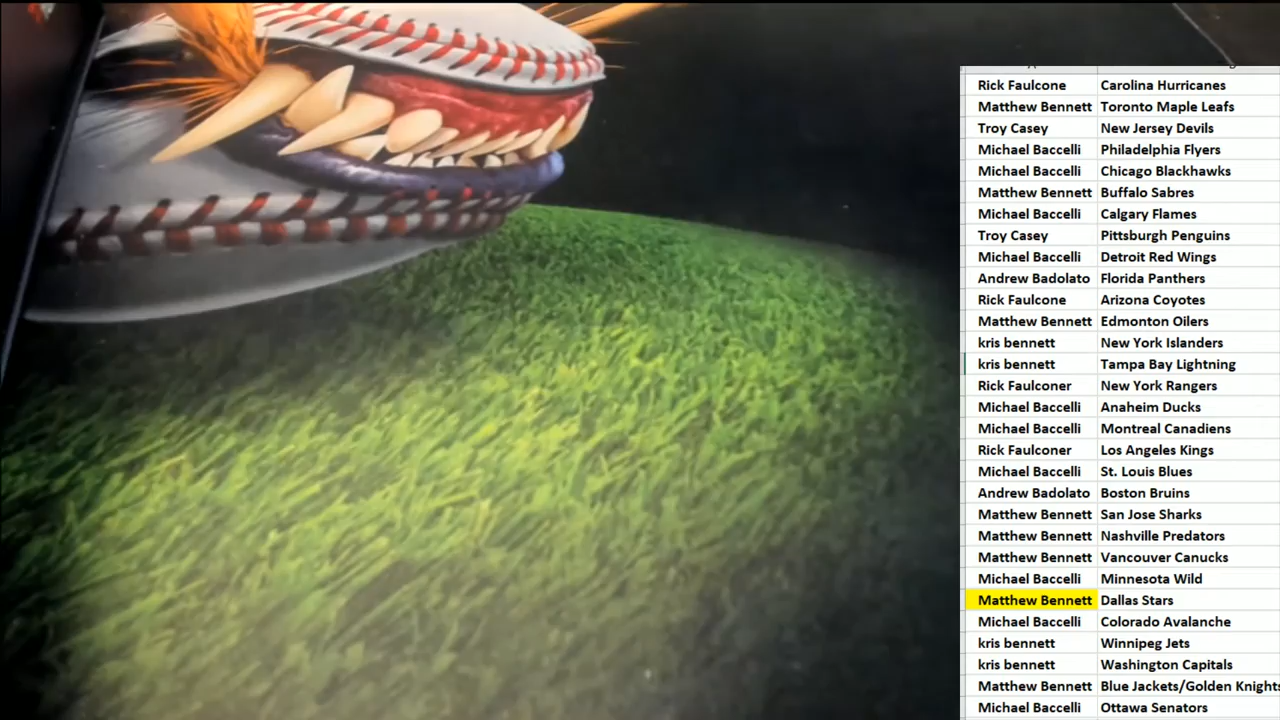 Rick Faulcone Carolina Hurricanes
Matthew Bennett Toronto Maple Leafs
Troy Casey New Jersey Devils
Michael Baccelli Philadelphia Flyers
Michael Baccelli Chicago Blackhawks
Matthew Bennett Buffalo Sabres
Michael Baccelli Calgary Flames
Troy Casey Pittsburgh Penguins
Michael Baccelli Detroit Red Wings
Andrew Badolato Florida Panthers
Rick Faulcone Arizona Coyotes
Matthew Bennett Edmonton Oilers
kris bennett New York Islanders
kris bennett Tampa Bay Lightning
Rick Faulconer New York Rangers
Michael Baccelli Anaheim Ducks
Michael Baccelli Montreal Canadiens
Rick Faulconer Los Angeles Kings
Michael Baccelli St. Louis Blues
Andrew Badolato Boston Bruins
Matthew Bennett San Jose Sharks
Matthew Bennett Nashville Predators
Matthew Bennett Vancouver Canucks
Michael Baccelli Minnesota Wild
Matthew Bennett Dallas Stars
Michael Baccelli Colorado Avalanche
kris bennett Winnipeg Jets
kris bennett Washington Capitals
Matthew Bennett Blue Jackets/Golden Knights
Michael Baccelli Ottawa Senators